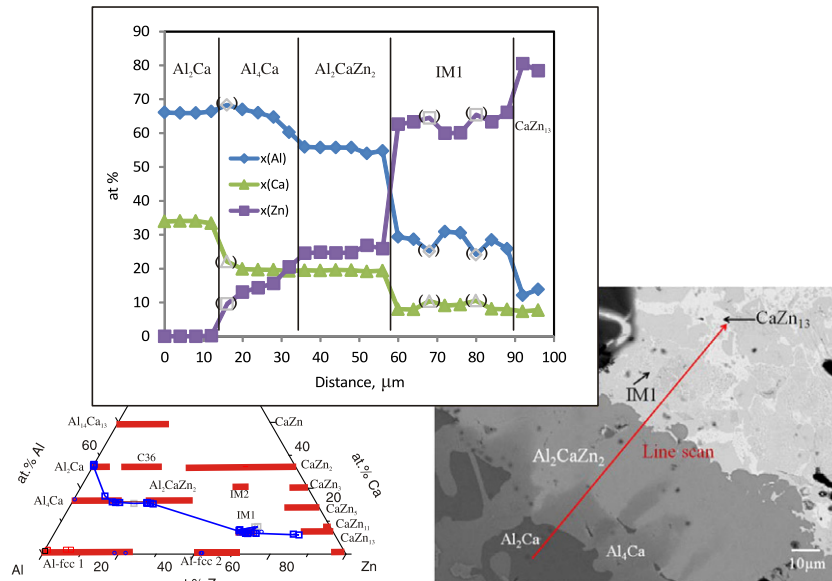 90
80
70
60
50
40
30
20
10
0
at %
Al₂Ca
Al₄Ca
Al₂CaZn₂
IM1
CaZn₁₃
x(Al)
x(Ca)
x(Zn)
( )
( )
( )
( )
( )
( )
( )
( )
( )
0 10 20 30 40 50 60 70 80 90 100
Distance, μm
Al₁₄Ca₁₃
CaZn
at.% Al
60
40
at.% Ca
Al₂Ca
C36
CaZn₂
80
Al₄Ca
Al₂CaZn₂
IM2
CaZn₃
20
IM1
CaZn₅
CaZn₁₁
CaZn₁₃
Al
Al-fcc 1
Al-fcc 2
Zn
20
40
60
80
CaZn₁₃
IM1
Al₂CaZn₂
Line scan
Al₂Ca
Al₄Ca
10μm